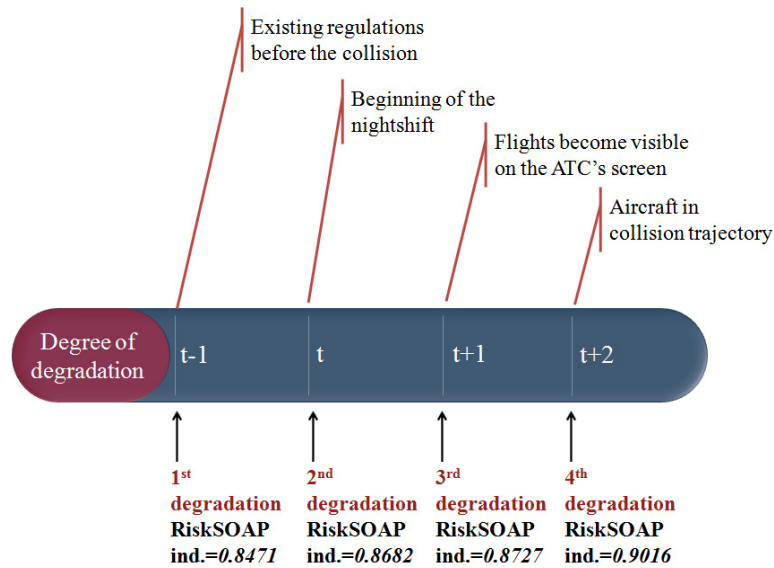 Existing regulations
before the collision
Beginning of the
nightshift
Flights become visible
on the ATC's screen
Aircraft in
collision trajectory
Degree of
degradation
t-1
t
t+1
t+2
1st
degradation
RiskSOAP
ind.=0.8471
2nd
degradation
RiskSOAP
ind.=0.8682
3rd
degradation
RiskSOAP
ind.=0.8727
4th
degradation
RiskSOAP
ind.=0.9016